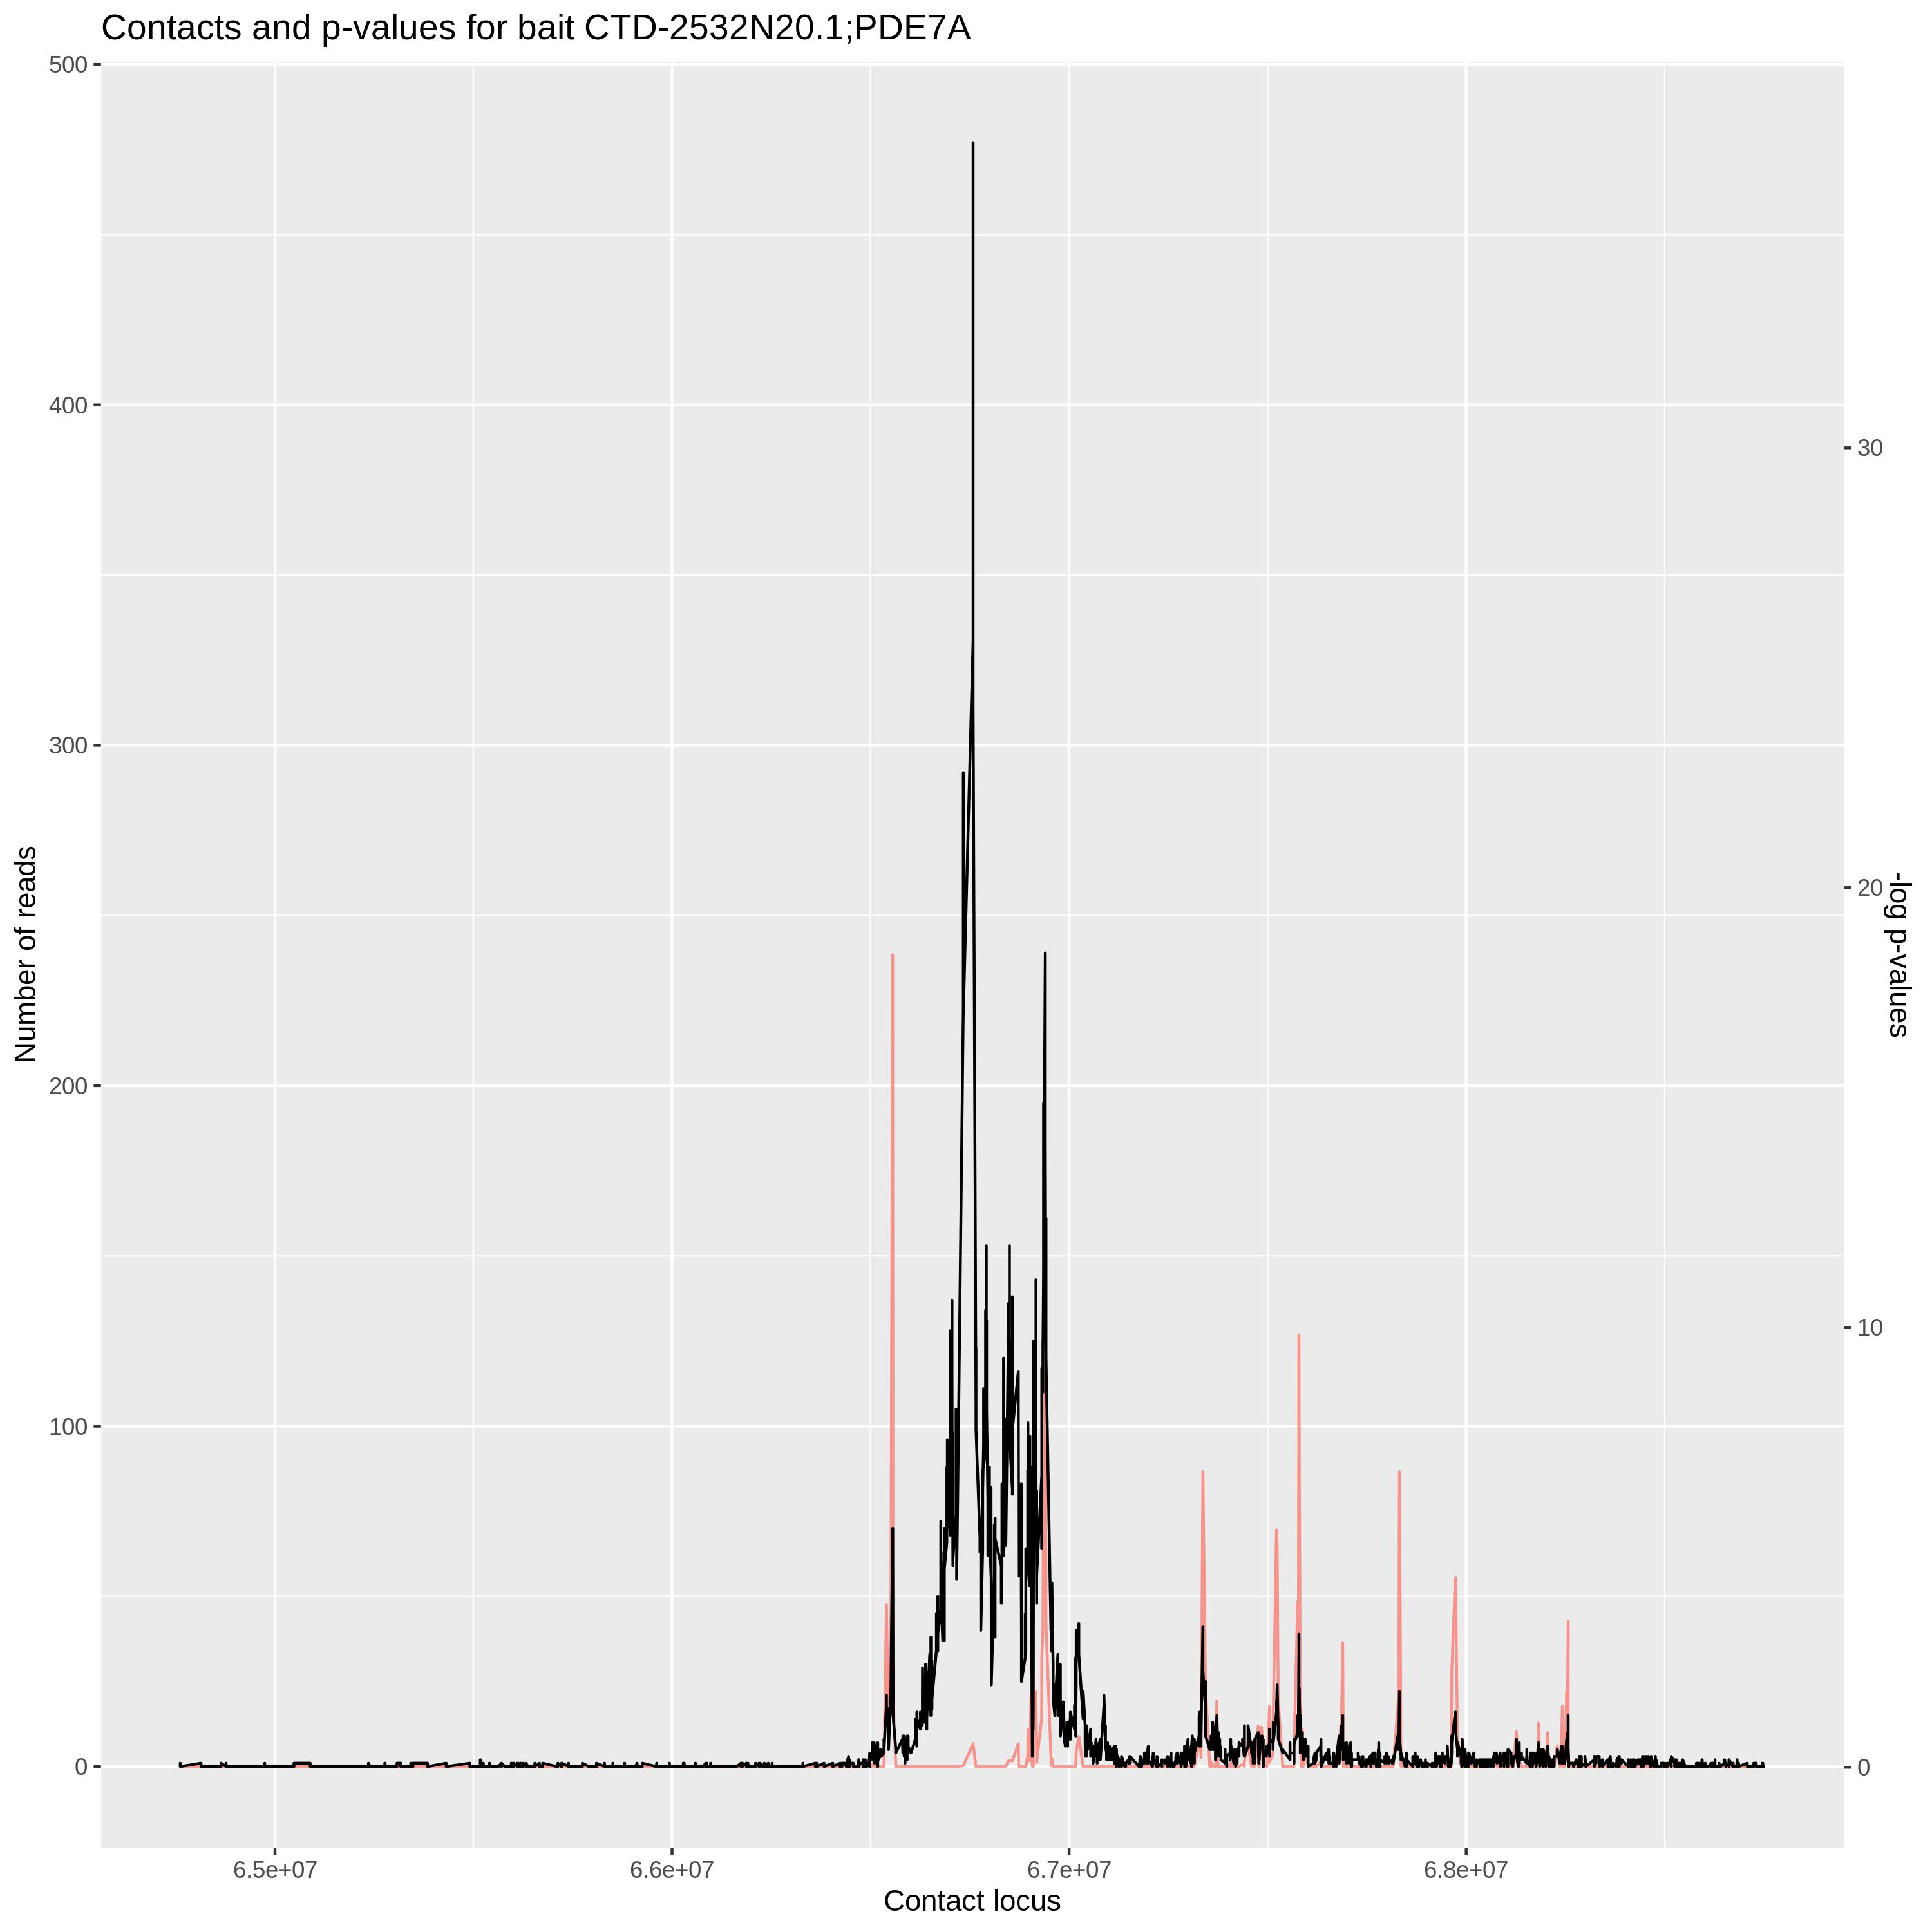 Contacts and p-values for bait CTD-2532N20.1;PDE7A
500
400
300
200
100
0
Number of reads
30
20
10
0
-log p-values
6.5e+07
6.6e+07
6.7e+07
6.8e+07
Contact locus